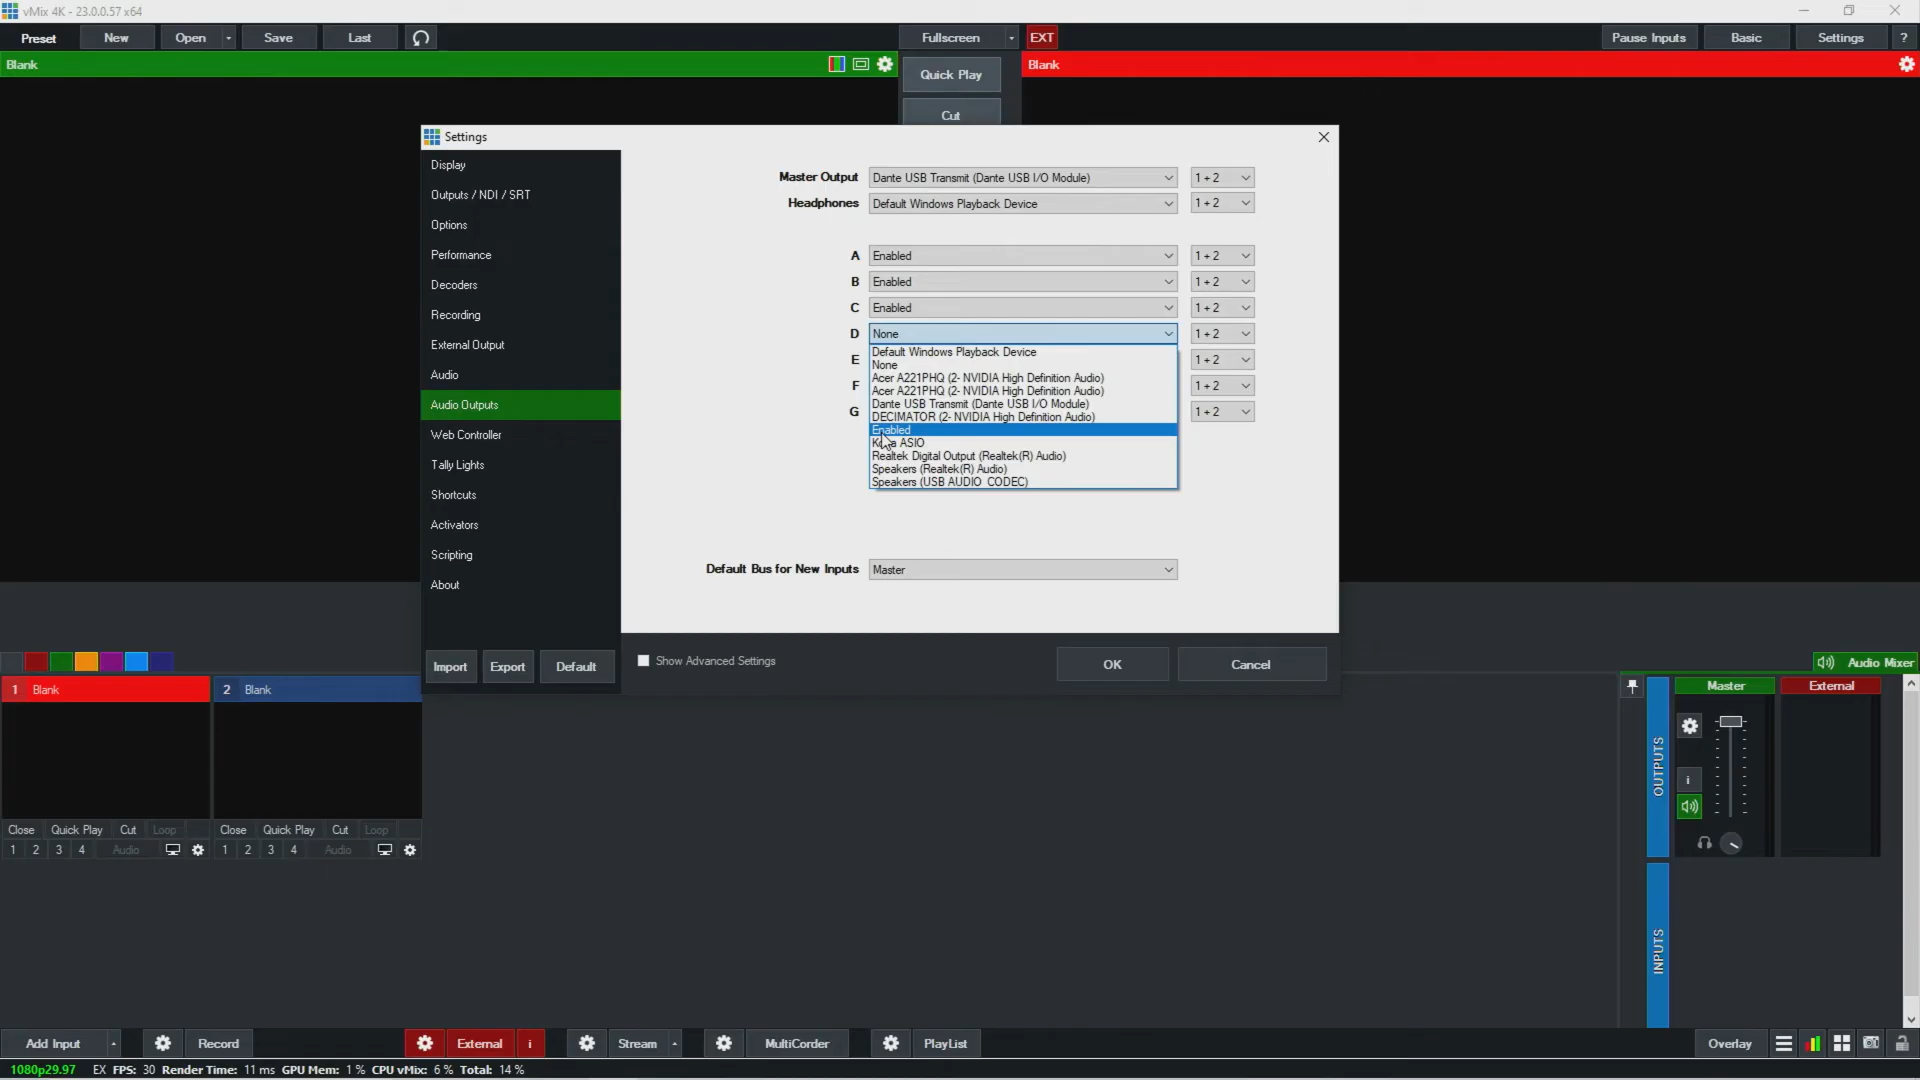 vMix 4K - 23.0.0.57 x64
Preset New Open Save Last Fullscreen EXT Pause Inputs Basic Settings ?
Blank Quick Play Blank
Cut
Settings
Display
Outputs / NDI / SRT
Options
Performance
Decoders
Recording
External Output
Audio
Audio Outputs
Web Controller
Tally Lights
Shortcuts
Activators
Scripting
About
Import Export Default
Master Output Dante USB Transmit (Dante USB I/O Module) 1+2
Headphones Default Windows Playback Device 1+2
A Enabled 1+2
B Enabled 1+2
C Enabled 1+2
D None 1+2
E 1+2
F 1+2
G 1+2
Default Windows Playback Device
None
Acer A221PHQ (2- NVIDIA High Definition Audio)
Acer A221PHQ (2- NVIDIA High Definition Audio)
Dante USB Transmit (Dante USB I/O Module)
DECIMATOR (2- NVIDIA High Definition Audio)
Enabled
ASIO
Realtek Digital Output (Realtek(R) Audio)
Speakers (Realtek(R) Audio)
Speakers (USB AUDIO CODEC)
Default Bus for New Inputs Master
Show Advanced Settings OK Cancel
Audio Mixer
1 Blank 2 Blank
Master External
OUTPUTS
i
INPUTS
Close Quick Play Cut Loop Close Quick Play Cut Loop
1 2 3 4 Audio 1 2 3 4 Audio
Add Input Record External i Stream MultiCorder PlayList Overlay
1080p29.97 EX FPS: 30 Render Time: 11 ms GPU Mem: 1 % CPU vMix: 6 % Total: 14 %